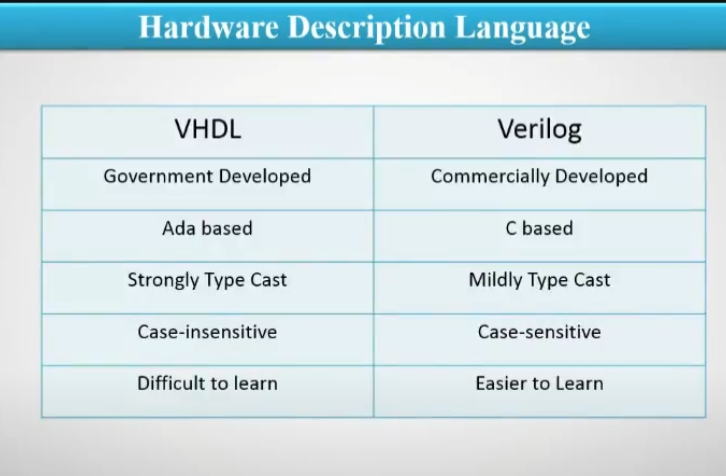 Hardware Description Language
VHDL Verilog
Government Developed Commercially Developed
Ada based C based
Strongly Type Cast Mildly Type Cast
Case-insensitive Case-sensitive
Difficult to learn Easier to Learn